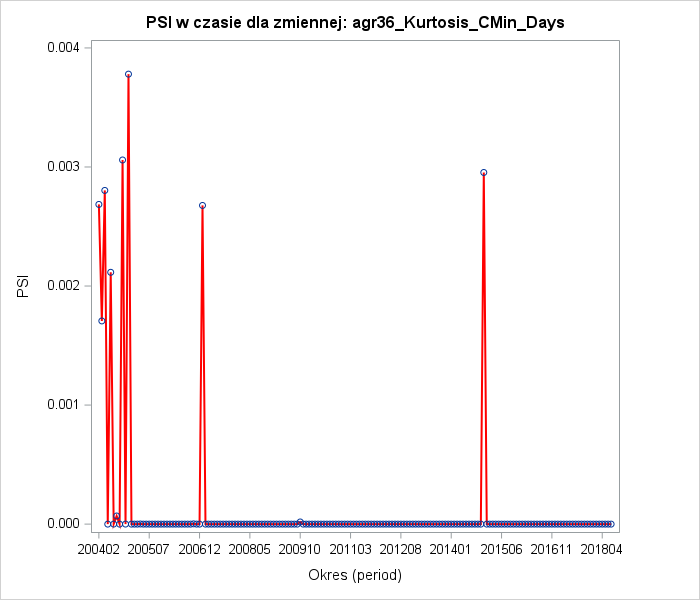 PSI w czasie dla zmiennej: agr36_Kurtosis_CMin_Days
0.004
0.003
0.002
0.001
0.000
PSI
200402 200507 200612 200805 200910 201103 201208 201401 201506 201611 201804
Okres (period)